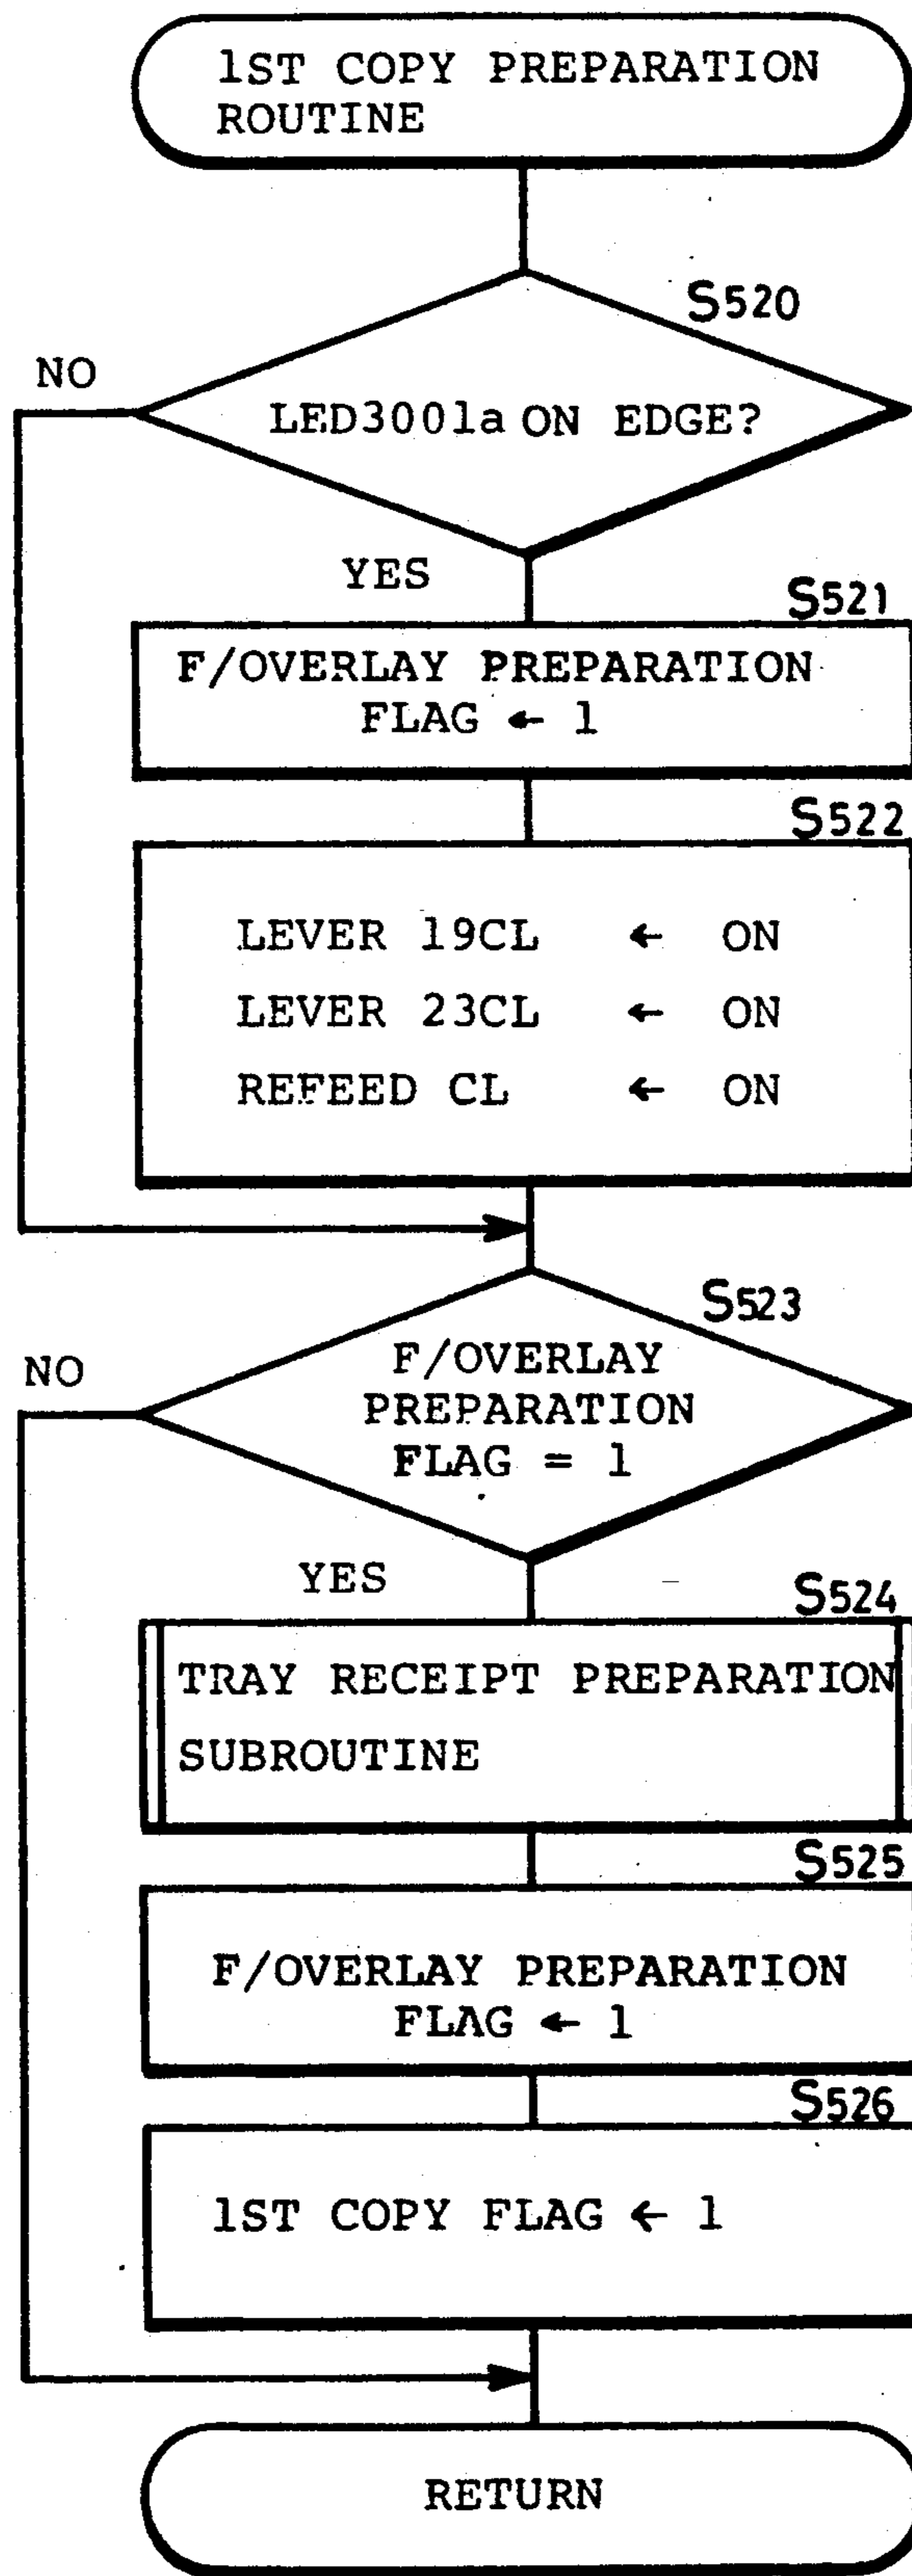 1ST COPY PREPARATION
ROUTINE
S520
NO
LED3001a ON EDGE?
YES
S521
F/OVERLAY PREPARATION
FLAG ← 1
S522
LEVER 19CL ← ON
LEVER 23CL ← ON
REFEED CL ← ON
S523
NO
F/OVERLAY
PREPARATION
FLAG = 1
YES
S524
TRAY RECEIPT PREPARATION
SUBROUTINE
S525
F/OVERLAY PREPARATION
FLAG ← 1
S526
1ST COPY FLAG ← 1
RETURN